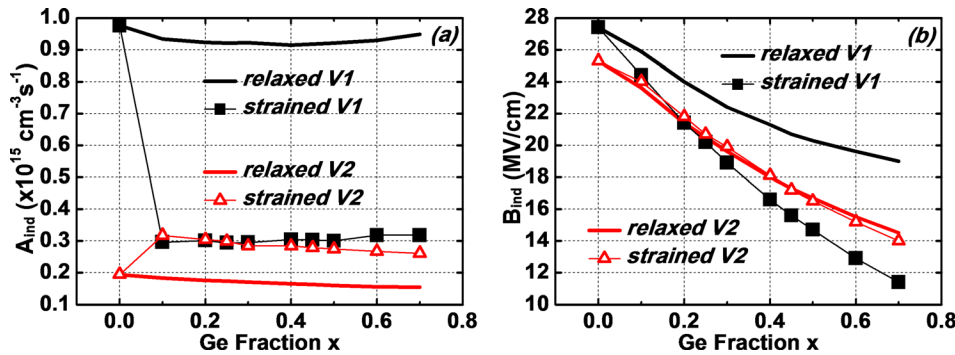 (a)
1.0
0.9
0.8
0.7
0.6
0.5
0.4
0.3
0.2
0.1
A_ind (x10^15 cm^-3s^-1)
relaxed V1
strained V1
relaxed V2
strained V2
0.0 0.2 0.4 0.6 0.8
Ge Fraction x
(b)
28
26
24
22
20
18
16
14
12
10
B_ind (MV/cm)
relaxed V1
strained V1
relaxed V2
strained V2
0.0 0.2 0.4 0.6 0.8
Ge Fraction x